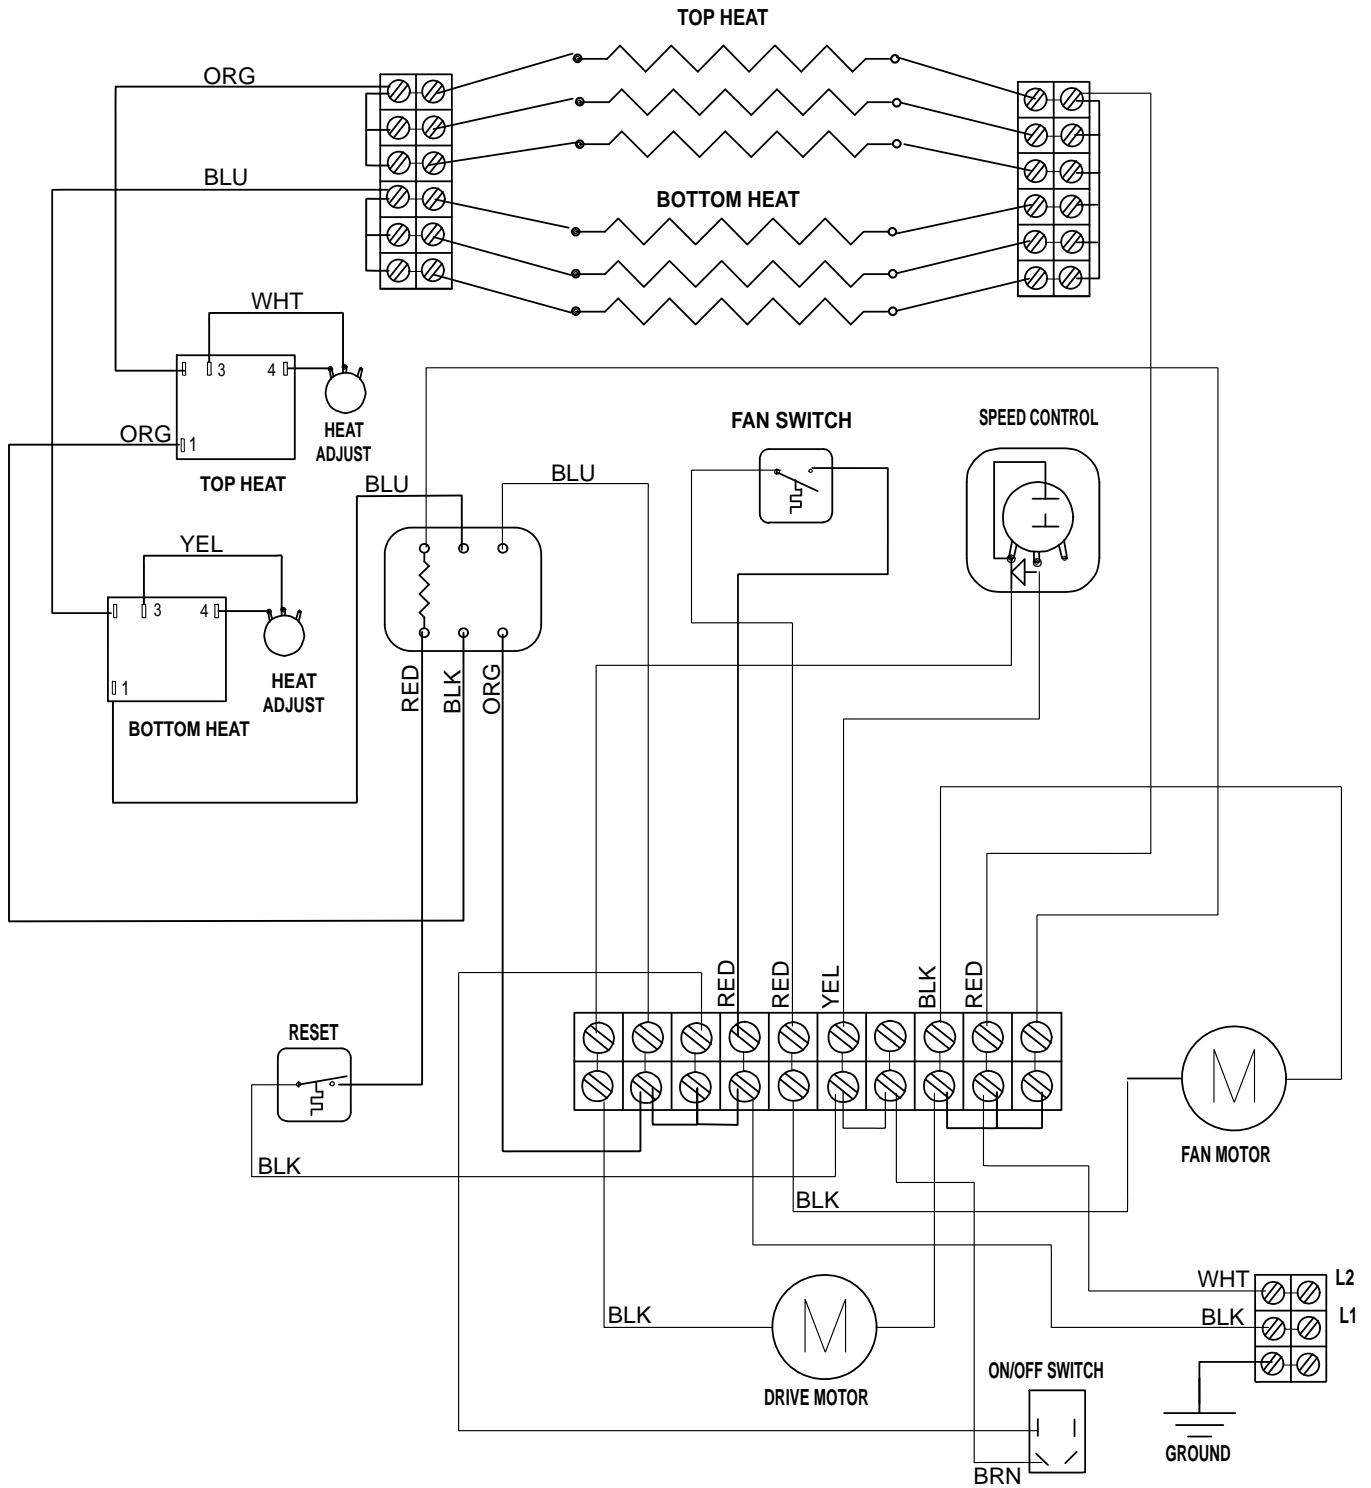 TOP HEAT
ORG
BLU
BOTTOM HEAT
WHT
3 4
HEAT
ADJUST
ORG
1
TOP HEAT
FAN SWITCH
SPEED CONTROL
BLU
BLU
YEL
3 4
HEAT
ADJUST
1
BOTTOM HEAT
RED
BLK
ORG
RED
RED
YEL
BLK
RED
RESET
M
FAN MOTOR
BLK
BLK
WHT
L2
BLK
L1
BLK
M
DRIVE MOTOR
ON/OFF SWITCH
GROUND
BRN